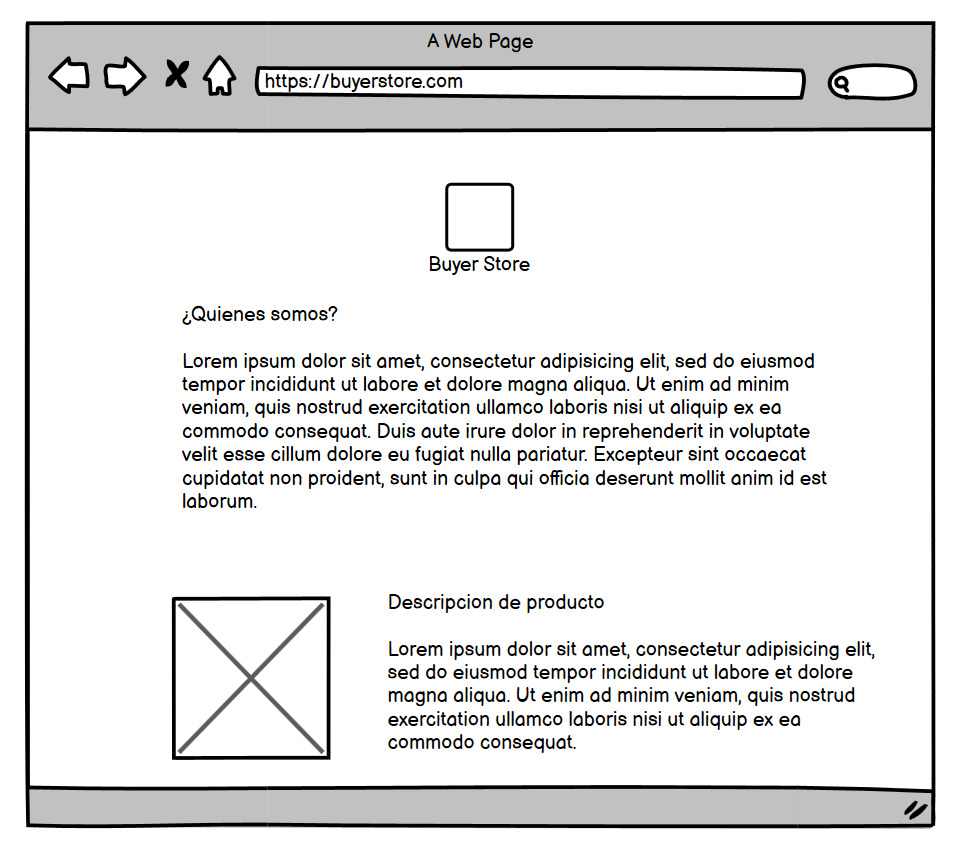 A Web Page
https://buyerstore.com
Buyer Store
¿Quienes somos?
Lorem ipsum dolor sit amet, consectetur adipisicing elit, sed do eiusmod
tempor incididunt ut labore et dolore magna aliqua. Ut enim ad minim
veniam, quis nostrud exercitation ullamco laboris nisi ut aliquip ex ea
commodo consequat. Duis aute irure dolor in reprehenderit in voluptate
velit esse cillum dolore eu fugiat nulla pariatur. Excepteur sint occaecat
cupidatat non proident, sunt in culpa qui officia deserunt mollit anim id est
laborum.
Descripcion de producto
Lorem ipsum dolor sit amet, consectetur adipisicing elit,
sed do eiusmod tempor incididunt ut labore et dolore
magna aliqua. Ut enim ad minim veniam, quis nostrud
exercitation ullamco laboris nisi ut aliquip ex ea
commodo consequat.